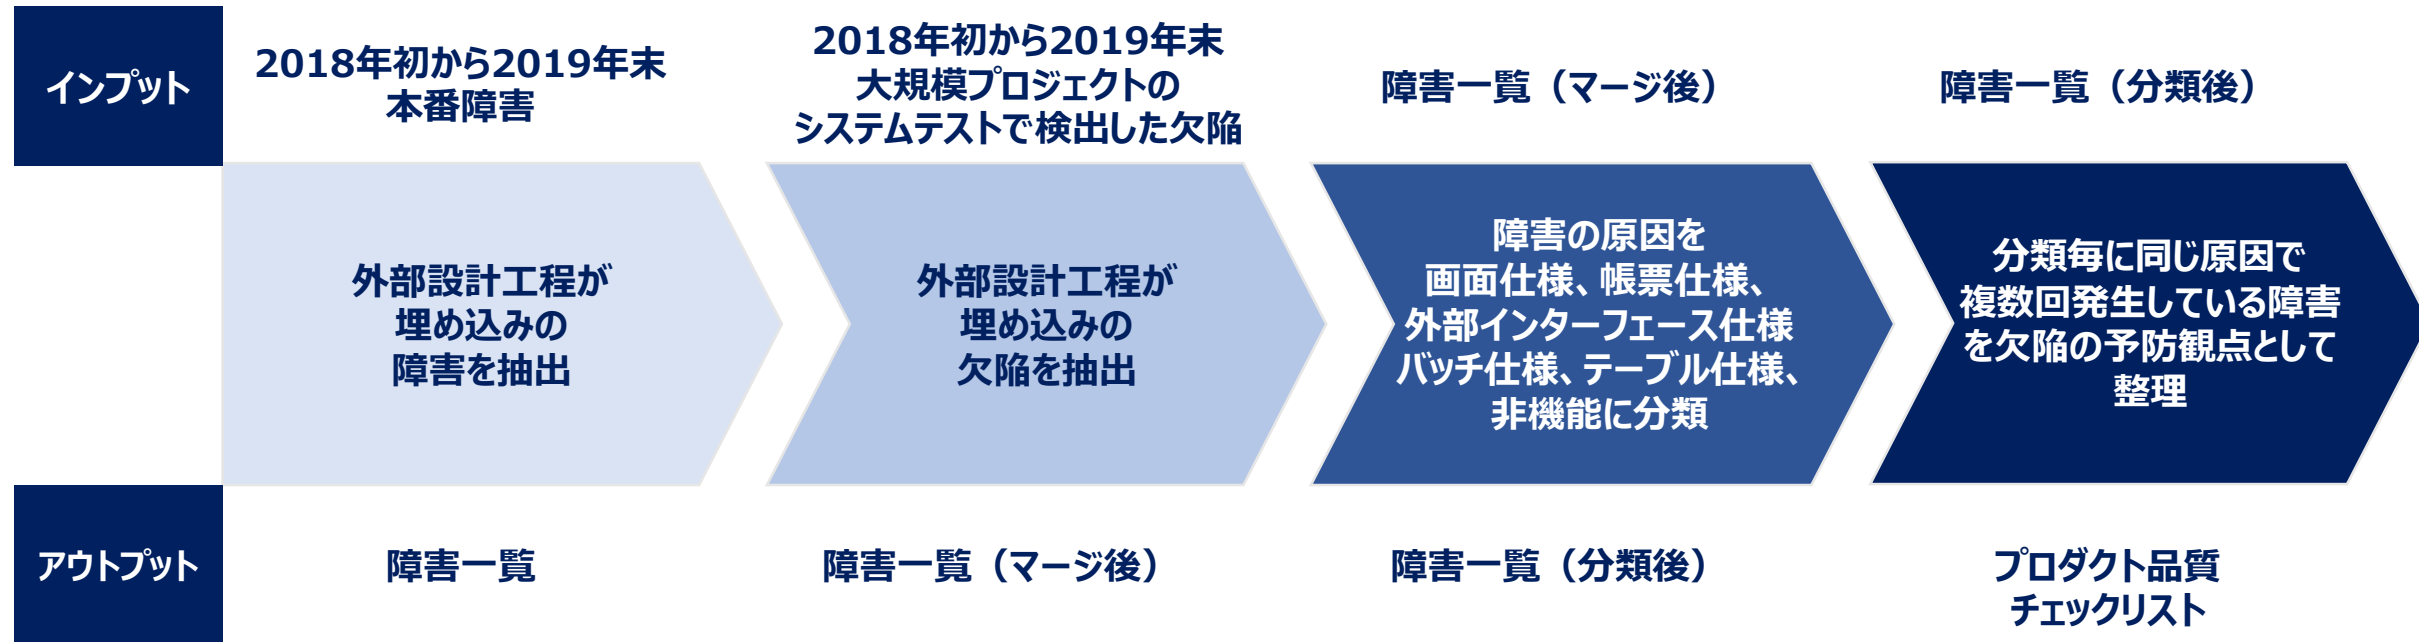 インプット
2018年初から2019年末
本番障害
2018年初から2019年末
大規模プロジェクトの
システムテストで検出した欠陥
障害一覧（マージ後）
障害一覧（分類後）
外部設計工程が
埋め込みの
障害を抽出
外部設計工程が
埋め込みの
欠陥を抽出
障害の原因を
画面仕様、帳票仕様、
外部インターフェース仕様
バッチ仕様、テーブル仕様、
非機能に分類
分類毎に同じ原因で
複数回発生している障害
を欠陥の予防観点として
整理
アウトプット
障害一覧
障害一覧（マージ後）
障害一覧（分類後）
プロダクト品質
チェックリスト